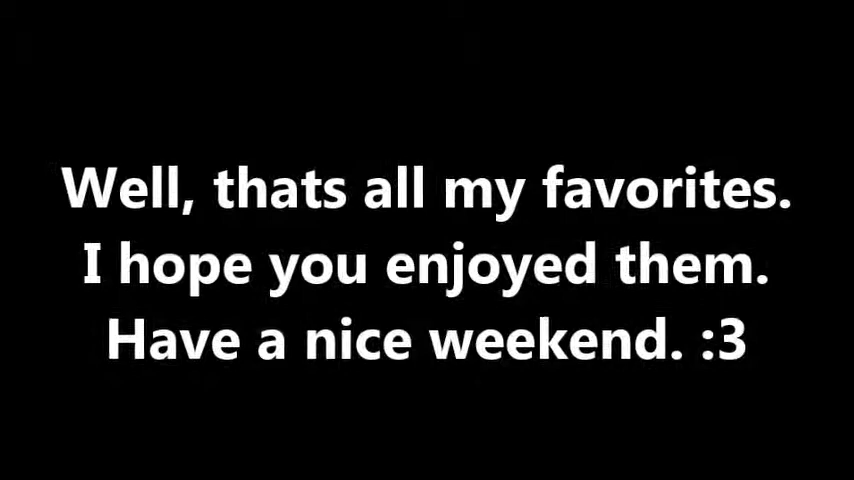 Well, thats all my favorites.
I hope you enjoyed them.
Have a nice weekend. :3